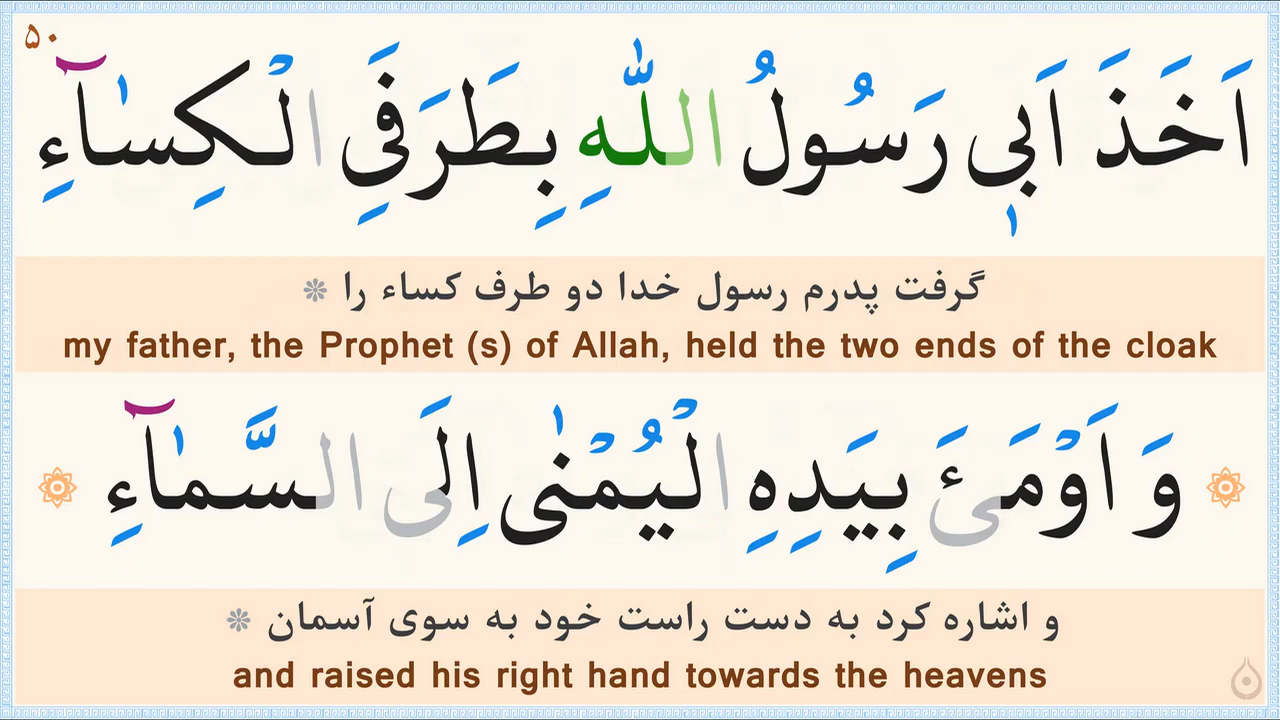 ۵۰
اَخَذَ اَبٖي رَسُولُ اللّٰهِ بِطَرَفَيِ الْكِسٰٓاءِ
گرفت پدرم رسول خدا دو طرف کساء را ❊
my father, the Prophet (s) of Allah, held the two ends of the cloak
وَ اَوْمَئَ بِيَدِهِ الْيُمْنٰى اِلَى السَّمٰٓاءِ
و اشاره کرد به دست راست خود به سوی آسمان ❊
and raised his right hand towards the heavens